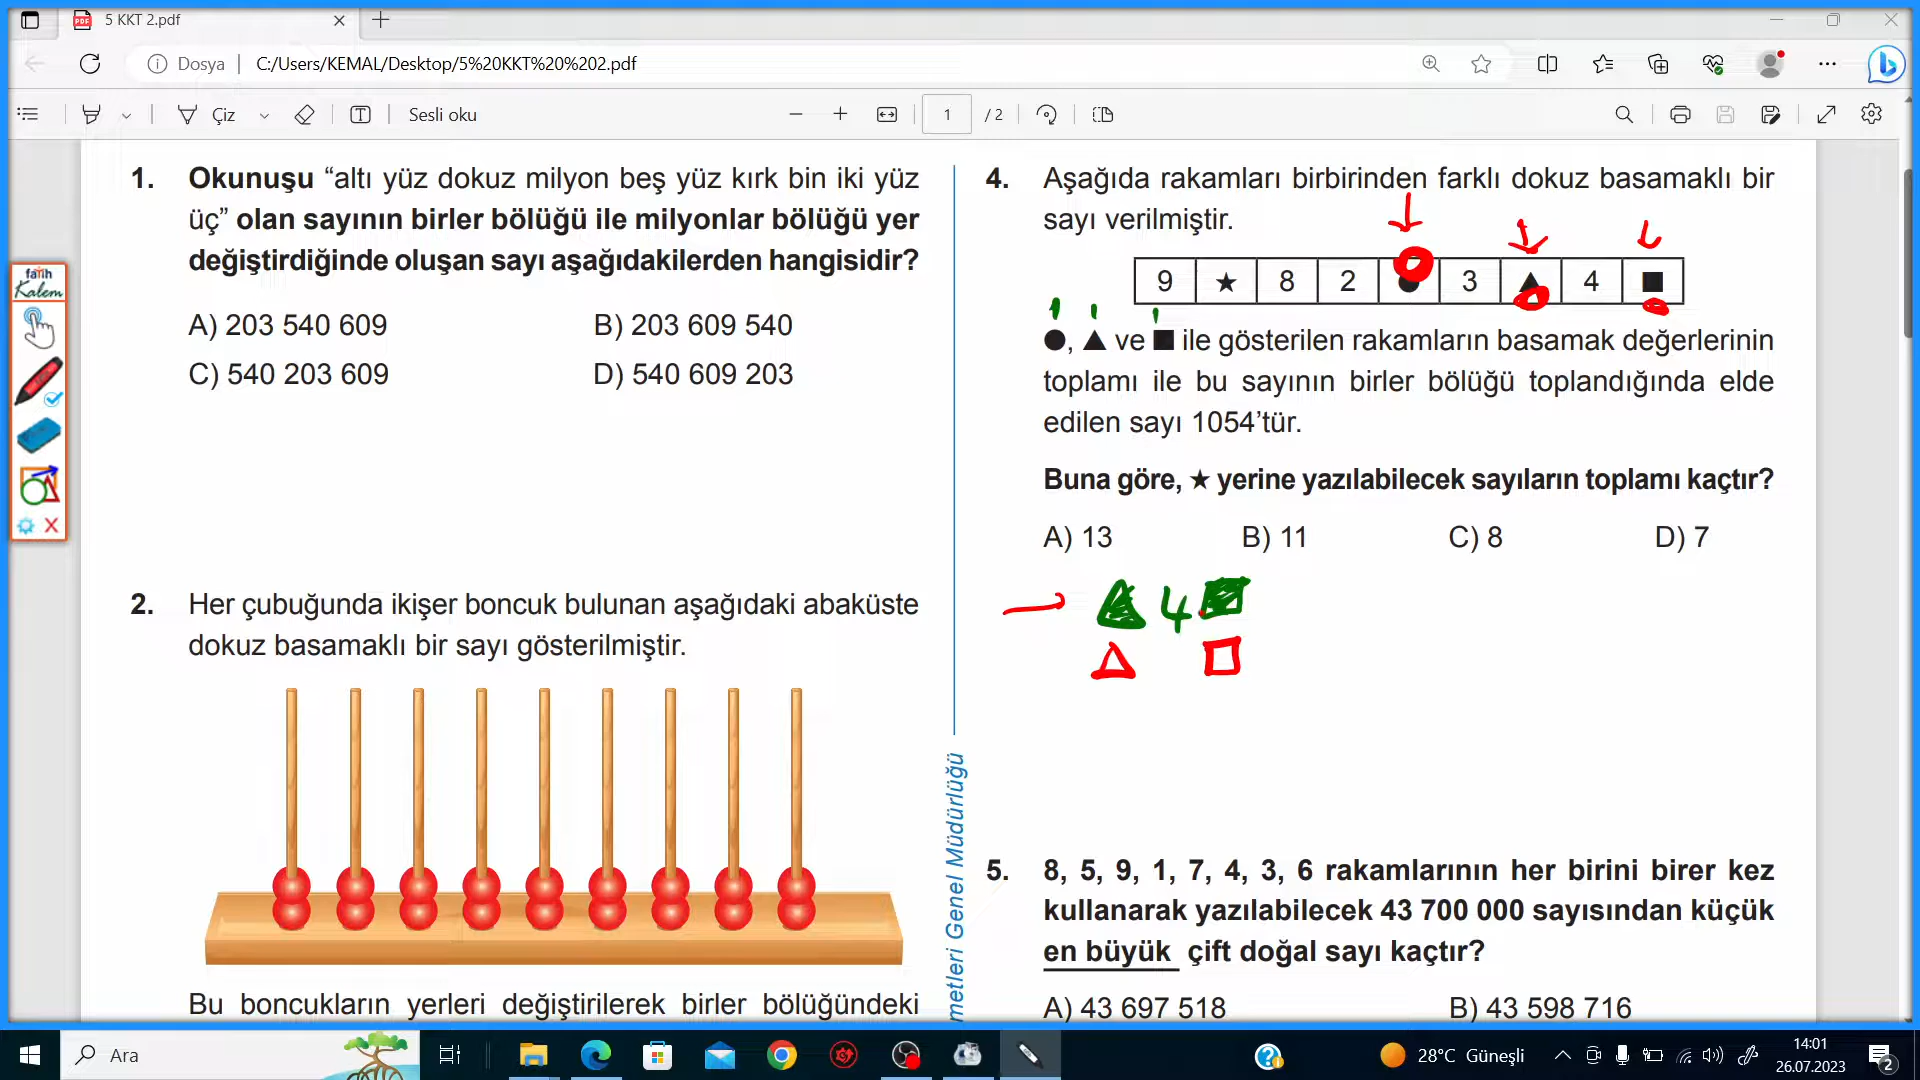 5 KKT 2.pdf
Dosya
C:/Users/KEMAL/Desktop/5%20KKT%20%202.pdf
Çiz
Sesli oku
1
/ 2
1. Okunuşu “altı yüz dokuz milyon beş yüz kırk bin iki yüz
üç” olan sayının birler bölüğü ile milyonlar bölüğü yer
değiştirdiğinde oluşan sayı aşağıdakilerden hangisidir?
A) 203 540 609
B) 203 609 540
C) 540 203 609
D) 540 609 203
2. Her çubuğunda ikişer boncuk bulunan aşağıdaki abaküste
dokuz basamaklı bir sayı gösterilmiştir.
Bu boncukların yerleri değiştirilerek birler bölüğündeki
metleri Genel Müdürlüğü
4. Aşağıda rakamları birbirinden farklı dokuz basamaklı bir
sayı verilmiştir.
9 ★ 8 2 ● 3 ▲ 4 ■
●, ▲ ve ■ ile gösterilen rakamların basamak değerlerinin
toplamı ile bu sayının birler bölüğü toplandığında elde
edilen sayı 1054’tür.
Buna göre, ★ yerine yazılabilecek sayıların toplamı kaçtır?
A) 13
B) 11
C) 8
D) 7
4
5. 8, 5, 9, 1, 7, 4, 3, 6 rakamlarının her birini birer kez
kullanarak yazılabilecek 43 700 000 sayısından küçük
en büyük çift doğal sayı kaçtır?
A) 43 697 518
B) 43 598 716
fatih
Kalem
Ara
28°C Güneşli
14:01
26.07.2023
2